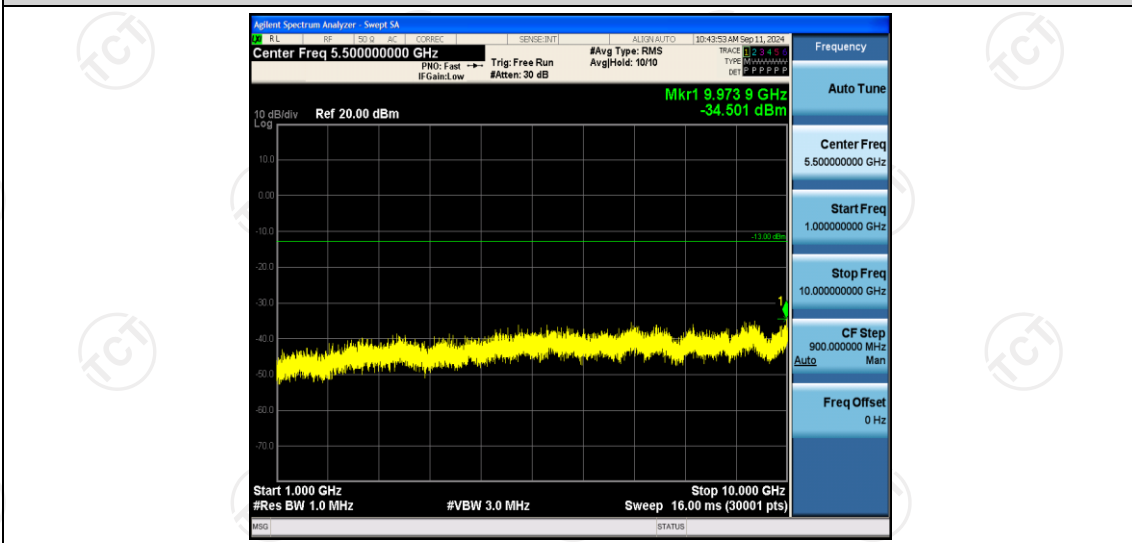 Agilent Spectrum Analyzer - Swept SA
RL RF 50 Ω AC CORREC SENSE:INT ALIGN AUTO 10:43:53 AM Sep 11, 2024
Center Freq 5.500000000 GHz
PNO: Fast
IFGain:Low
Trig: Free Run
#Atten: 30 dB
#Avg Type: RMS
Avg|Hold: 10/10
TRACE 1 2 3 4 5 6
TYPE M
DET P P P P P P
Mkr1 9.973 9 GHz
-34.501 dBm
10 dB/div Ref 20.00 dBm
Log
10.0
0.00
-10.0
-13.00 dBm
-20.0
-30.0
1
-40.0
-50.0
-60.0
-70.0
Start 1.000 GHz Stop 10.000 GHz
#Res BW 1.0 MHz #VBW 3.0 MHz Sweep 16.00 ms (30001 pts)
MSG STATUS
Frequency
Auto Tune
Center Freq
5.500000000 GHz
Start Freq
1.000000000 GHz
Stop Freq
10.000000000 GHz
CF Step
900.000000 MHz
Auto Man
Freq Offset
0 Hz
TCT
TCT
TCT
TCT